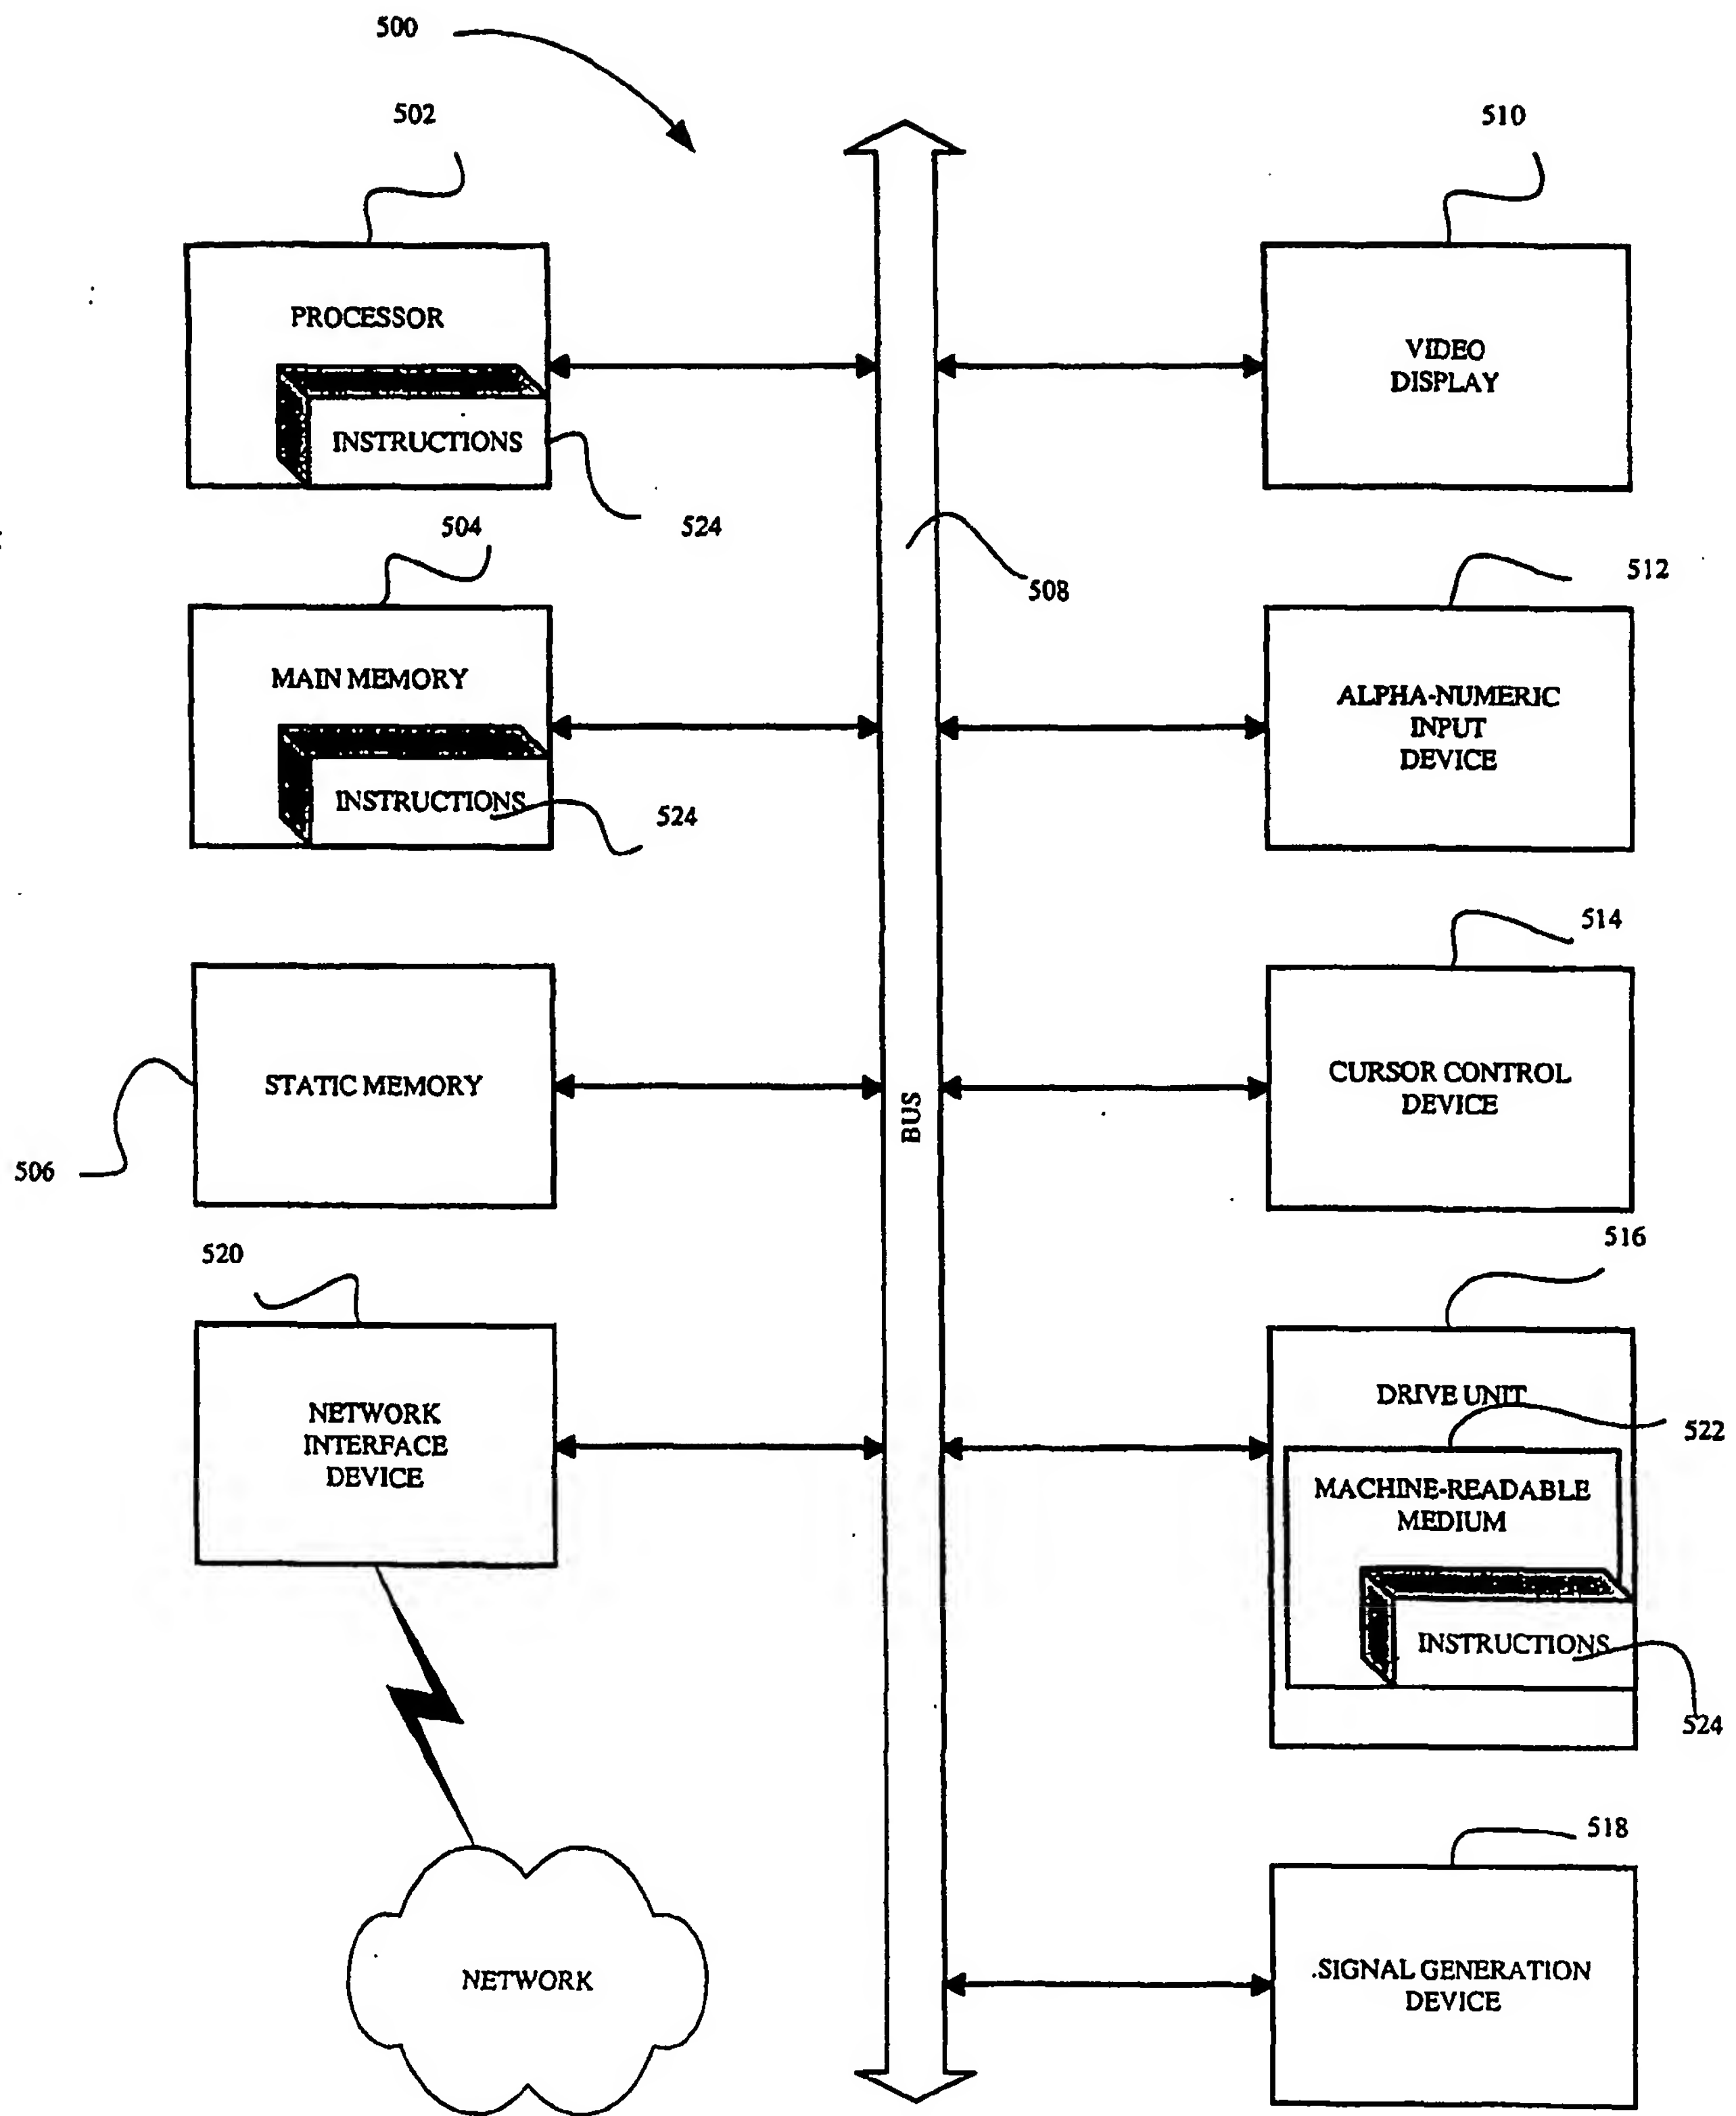 500
502
510
PROCESSOR
VIDEO
DISPLAY
INSTRUCTIONS
524
504
508
512
MAIN MEMORY
ALPHA-NUMERIC
INPUT
DEVICE
INSTRUCTIONS
524
514
STATIC MEMORY
CURSOR CONTROL
DEVICE
BUS
506
520
516
DRIVE UNIT
NETWORK
INTERFACE
DEVICE
522
MACHINE-READABLE
MEDIUM
INSTRUCTIONS
524
518
NETWORK
SIGNAL GENERATION
DEVICE